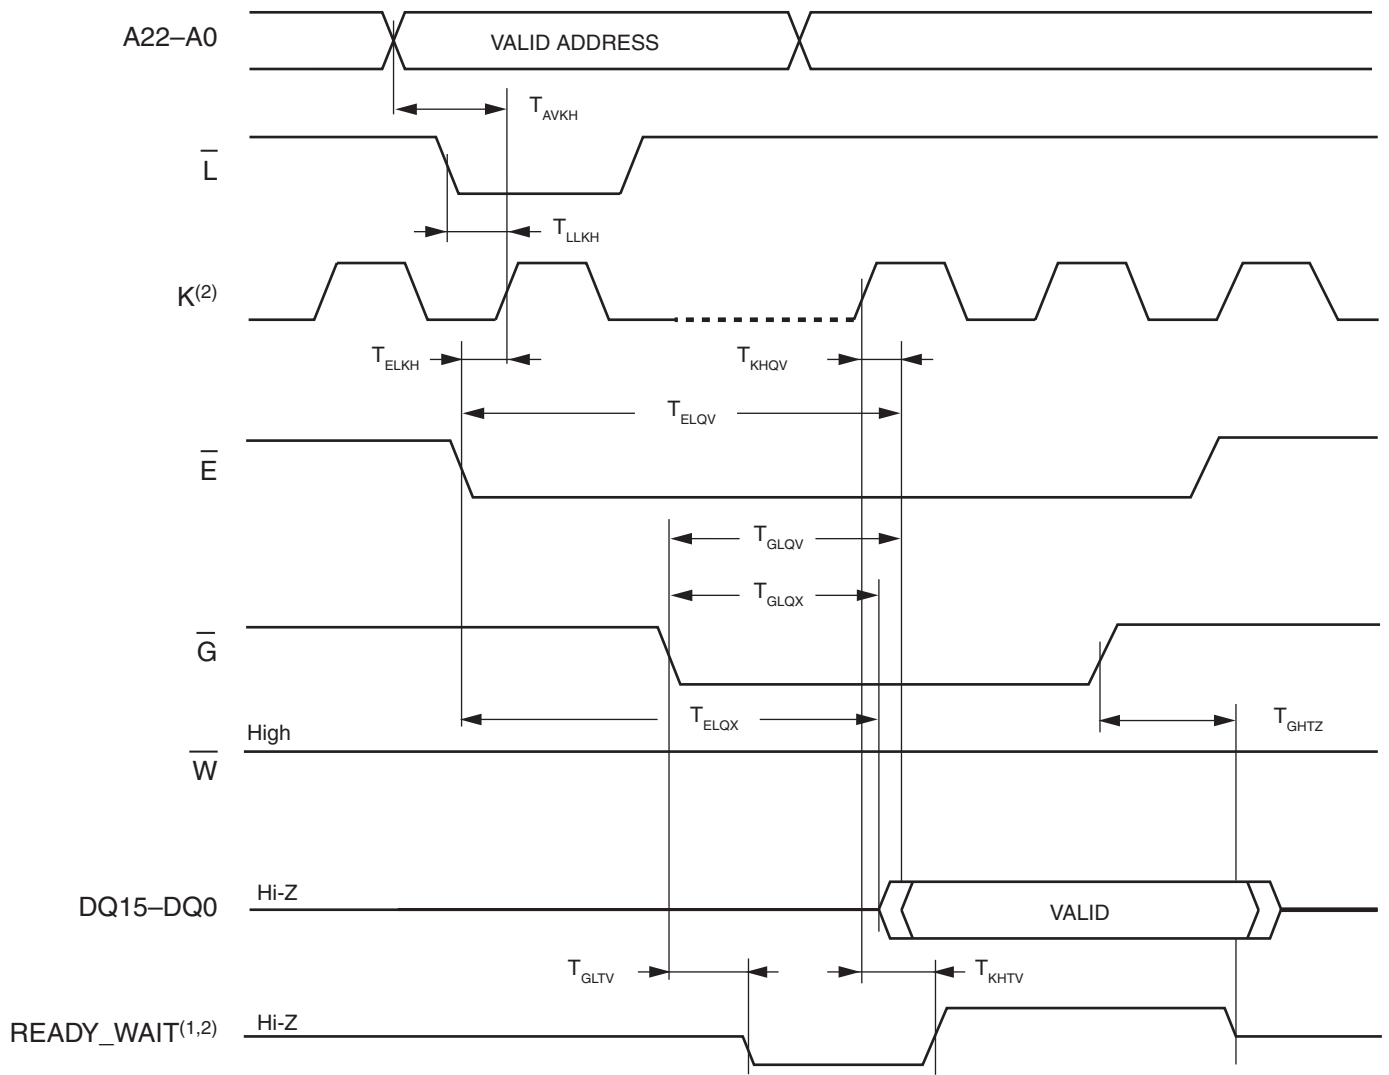 A22–A0
VALID ADDRESS
TAVKH
L̅
TLLKH
K(2)
TELKH
TKHQV
TELQV
E̅
TGLQV
TGLQX
G̅
TELQX
TGHTZ
High
W̅
DQ15–DQ0
Hi-Z
VALID
TGLTV
TKHTV
READY_WAIT(1,2)
Hi-Z